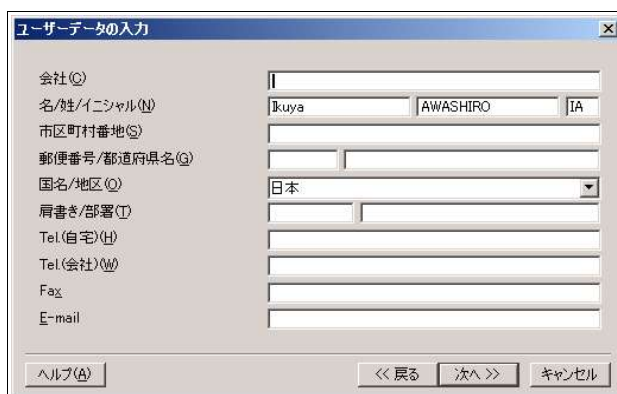 ユーザーデータの入力
会社(C)
名/姓/イニシャル(N) Ikuya AWASHIRO IA
市区町村番地(S)
郵便番号/都道府県名(G)
国名/地区(O) 日本
肩書き/部署(T)
Tel.(自宅)(H)
Tel.(会社)(W)
Fax
E-mail
ヘルプ(A) << 戻る 次へ >> キャンセル